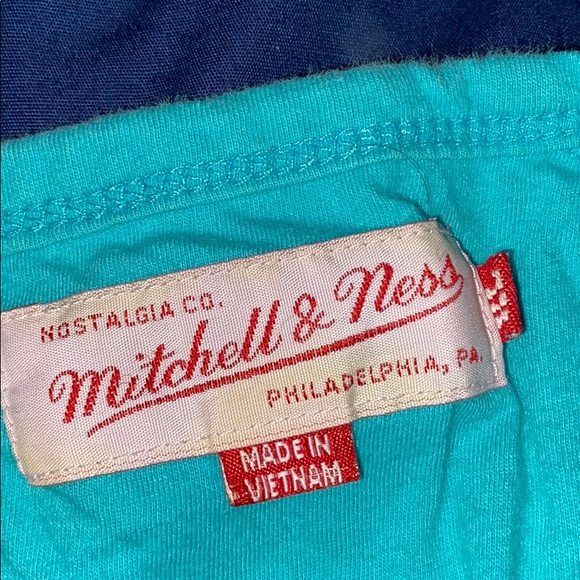 NOSTALGIA CO.
Mitchell & Ness
PHILADELPHIA, PA.
MADE IN
VIETNAM